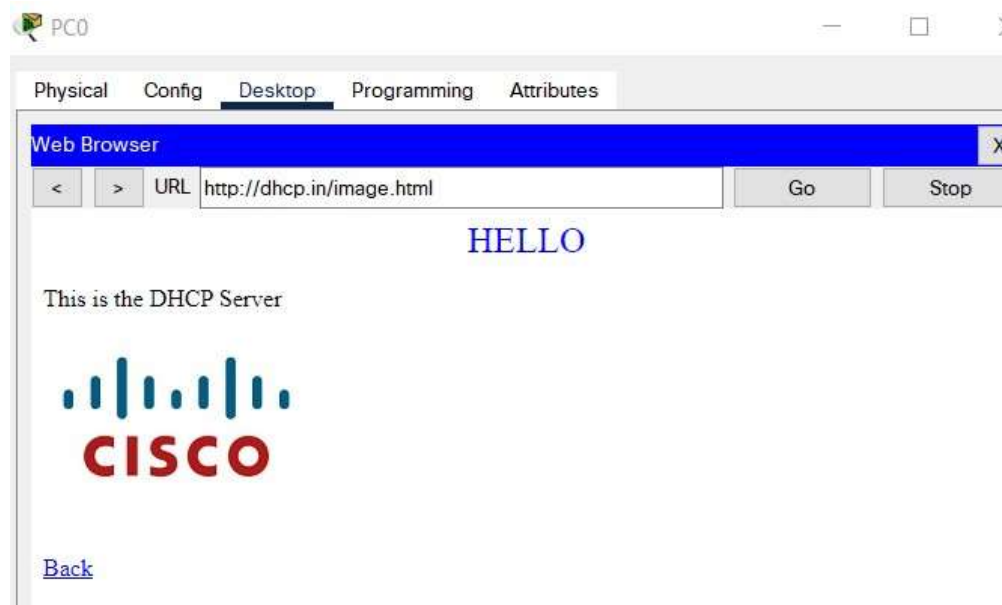 PC0
Physical Config Desktop Programming Attributes
Web Browser X
< > URL http://dhcp.in/image.html Go Stop
HELLO
This is the DHCP Server
CISCO
Back